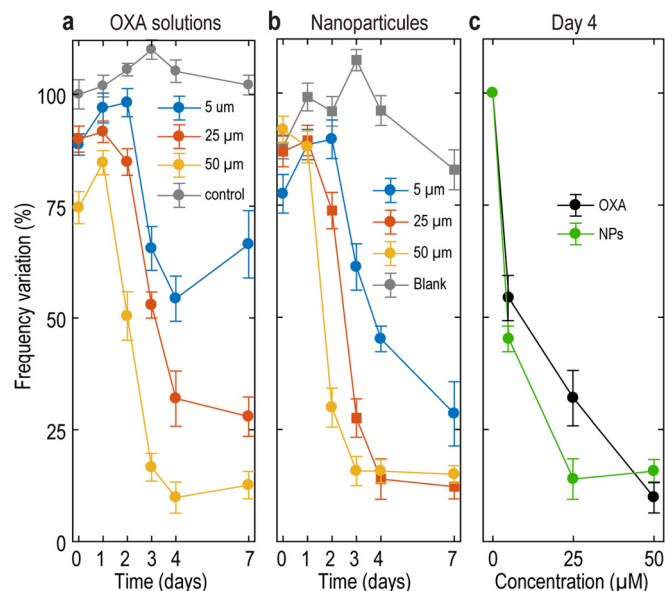 a OXA solutions
b Nanoparticules
c Day 4
Frequency variation (%)
100
75
50
25
0
5 um
25 µm
50 µm
control
0 1 2 3 4 7
Time (days)
5 µm
25 µm
50 µm
Blank
0 1 2 3 4 7
Time (days)
OXA
NPs
0 25 50
Concentration (µM)